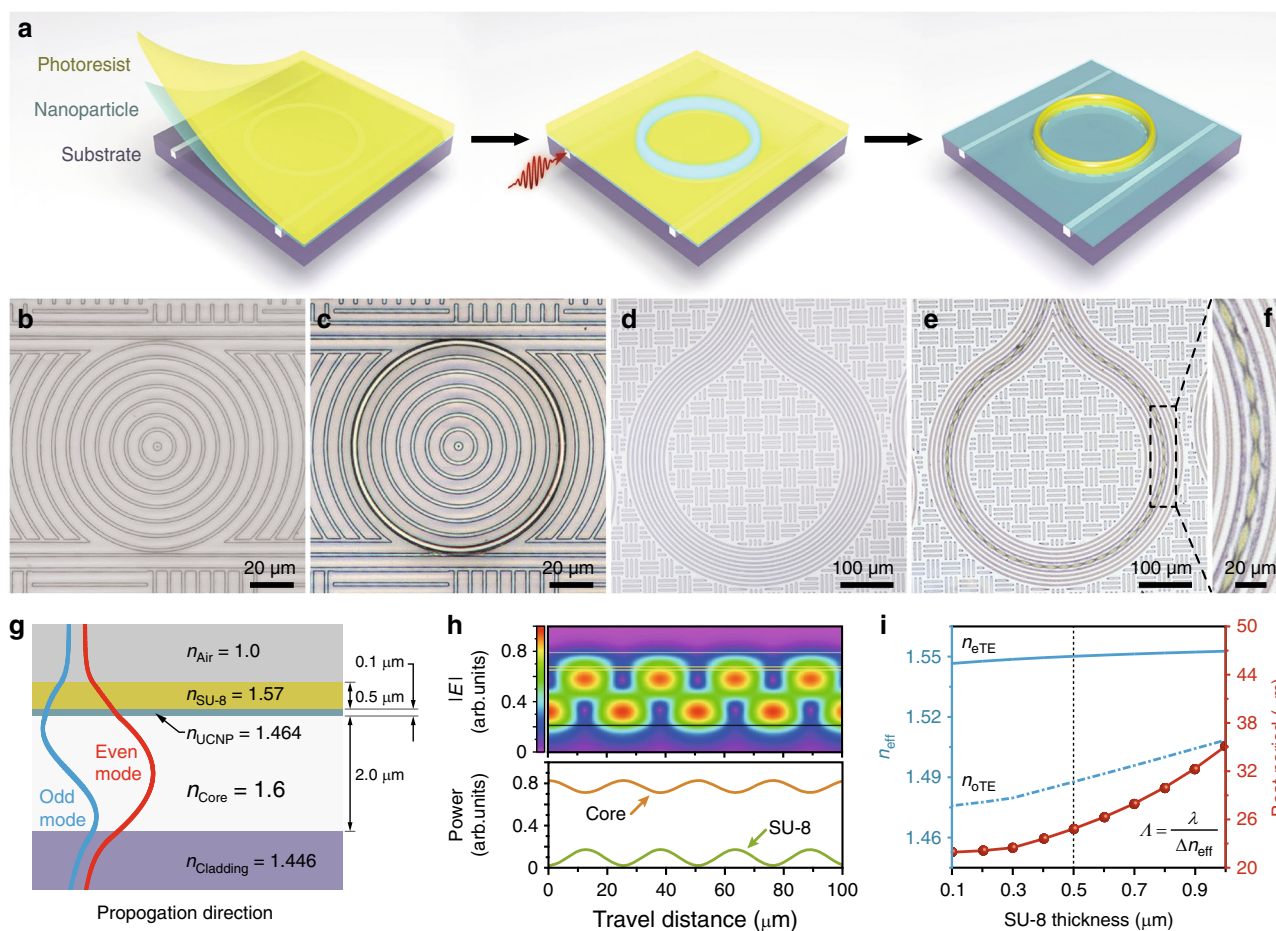 a
Photoresist
Nanoparticle
Substrate
b
20 µm
c
20 µm
d
100 µm
e
100 µm
f
20 µm
g
n_Air = 1.0
0.1 µm
0.5 µm
n_SU-8 = 1.57
n_UCNP = 1.464
Even mode
2.0 µm
n_Core = 1.6
Odd mode
n_Cladding = 1.446
Propogation direction
h
|E|
(arb.units)
0.8
0.4
0
Power
(arb.units)
0.8
0.4
0
Core
SU-8
0 20 40 60 80 100
Travel distance (µm)
i
n_eff
1.55
1.52
1.49
1.46
n_eTE
n_oTE
Λ = λ / Δn_eff
50
44
38
32
26
20
0.1 0.3 0.5 0.7 0.9
SU-8 thickness (µm)